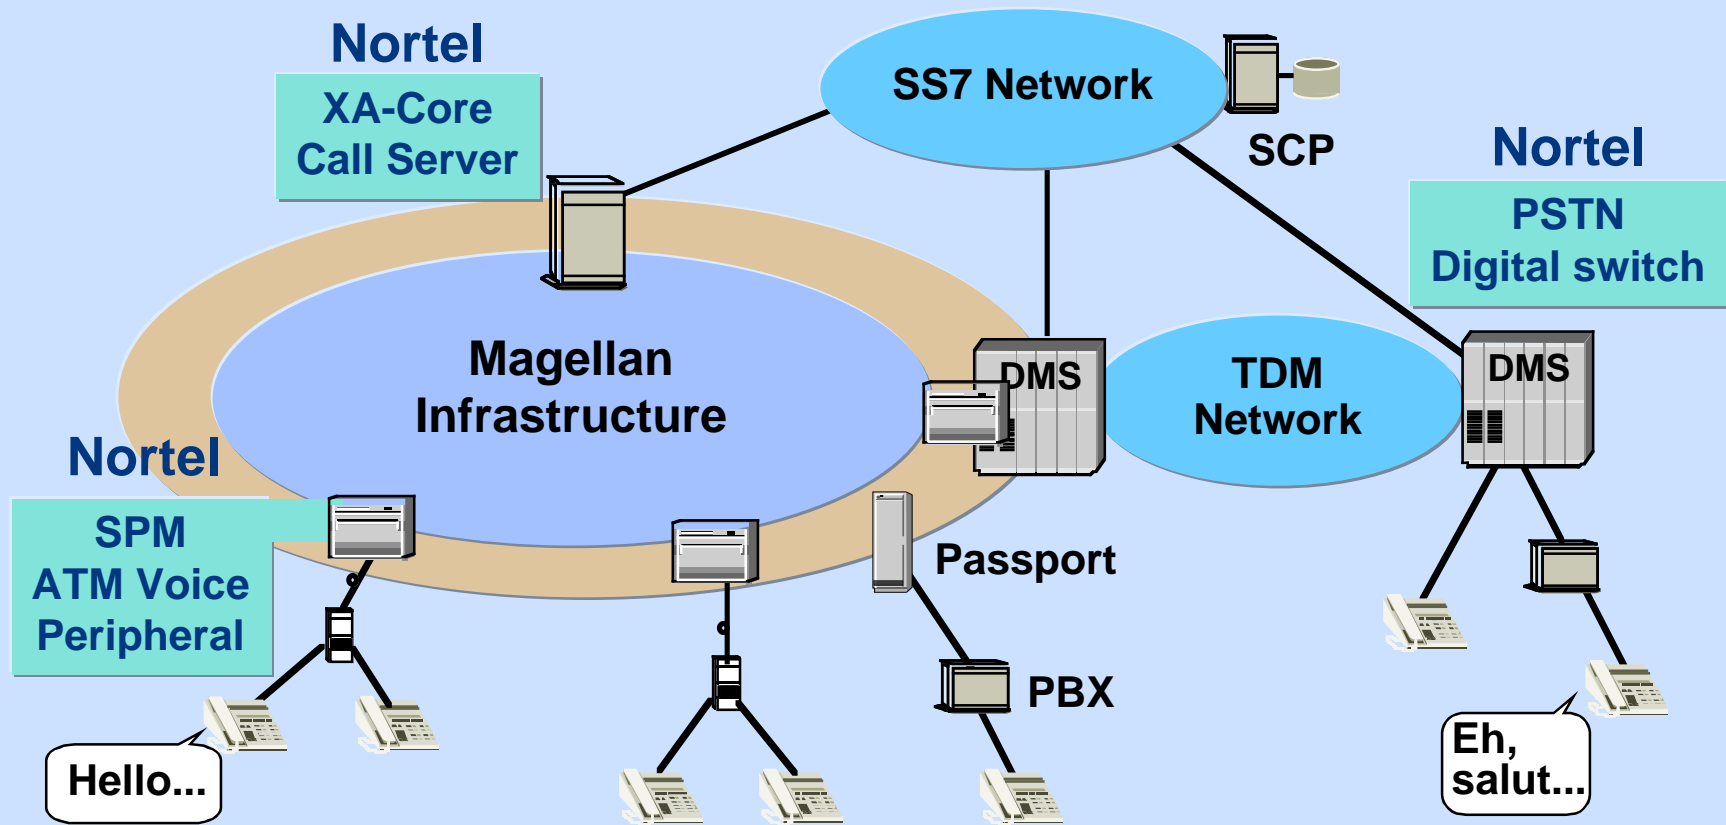 Nortel
XA-Core
Call Server
SS7 Network
SCP
Nortel
PSTN
Digital switch
Magellan
Infrastructure
DMS
TDM
Network
DMS
Nortel
SPM
ATM Voice
Peripheral
Passport
PBX
Hello...
Eh,
salut...